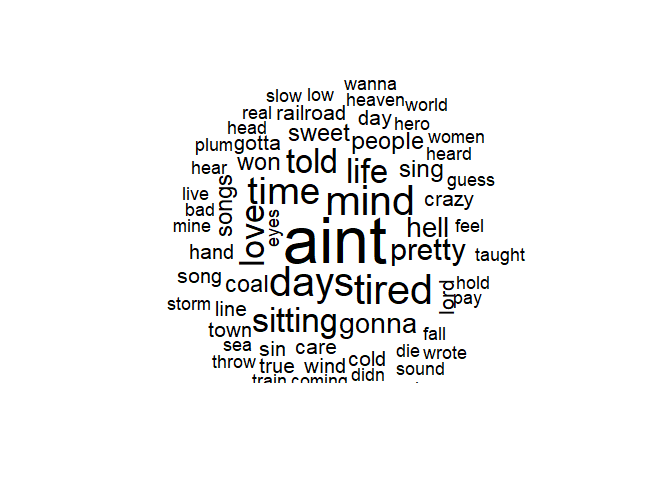 wanna
slow low heaven world
real railroad day hero
head sweet people women
plum gotta heard
hear won told life sing guess
live songs time mind crazy
bad
mine love eyes aint hell feel
hand pretty taught
song coal days tired lord hold
pay
storm line sitting gonna
town fall
sea sin care die wrote
throw true wind cold sound
train coming didn